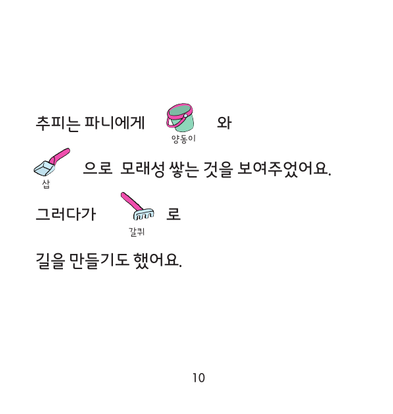 추피는 파니에게 와
양동이
으로 모래성 쌓는 것을 보여주었어요.
삽
그러다가 로
갈퀴
길을 만들기도 했어요.
10